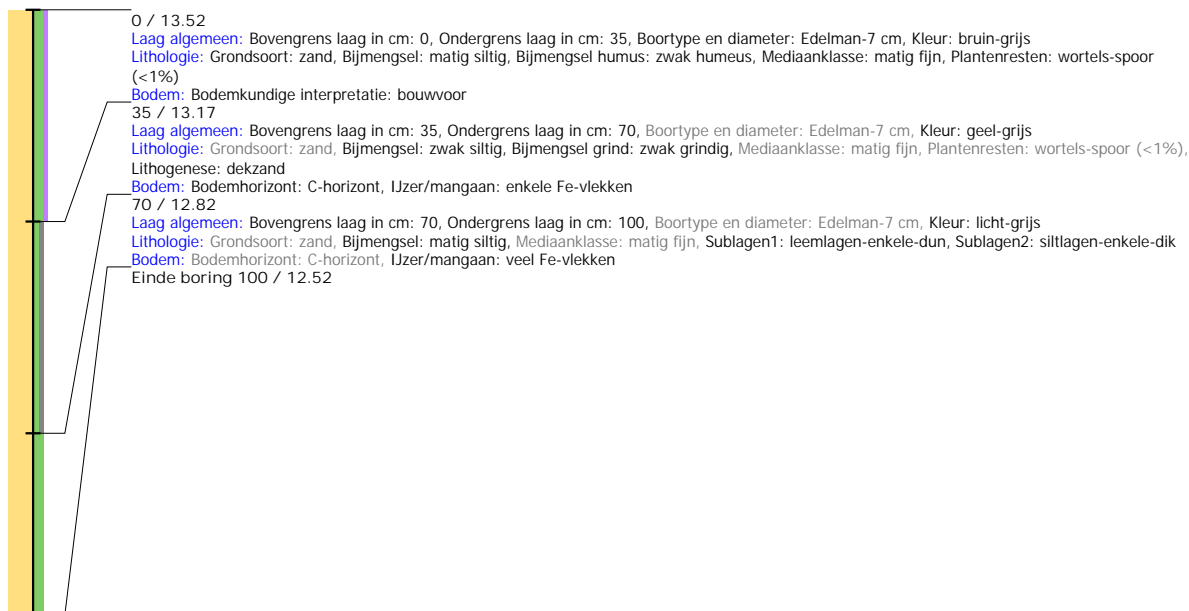 0 / 13.52
Laag algemeen: Bovengrens laag in cm: 0, Ondergrens laag in cm: 35, Boortype en diameter: Edelman-7 cm, Kleur: bruin-grijs
Lithologie: Grondsoort: zand, Bijmengsel: matig siltig, Bijmengsel humus: zwak humeus, Mediaanklasse: matig fijn, Plantenresten: wortels-spoor
(<1%)
Bodem: Bodemkundige interpretatie: bouwvoor
35 / 13.17
Laag algemeen: Bovengrens laag in cm: 35, Ondergrens laag in cm: 70, Boortype en diameter: Edelman-7 cm, Kleur: geel-grijs
Lithologie: Grondsoort: zand, Bijmengsel: zwak siltig, Bijmengsel grind: zwak grindig, Mediaanklasse: matig fijn, Plantenresten: wortels-spoor (<1%),
Lithogenese: dekzand
Bodem: Bodemhorizont: C-horizont, IJzer/mangaan: enkele Fe-vlekken
70 / 12.82
Laag algemeen: Bovengrens laag in cm: 70, Ondergrens laag in cm: 100, Boortype en diameter: Edelman-7 cm, Kleur: licht-grijs
Lithologie: Grondsoort: zand, Bijmengsel: matig siltig, Mediaanklasse: matig fijn, Sublagen1: leemlagen-enkele-dun, Sublagen2: siltlagen-enkele-dik
Bodem: Bodemhorizont: C-horizont, IJzer/mangaan: veel Fe-vlekken
Einde boring 100 / 12.52